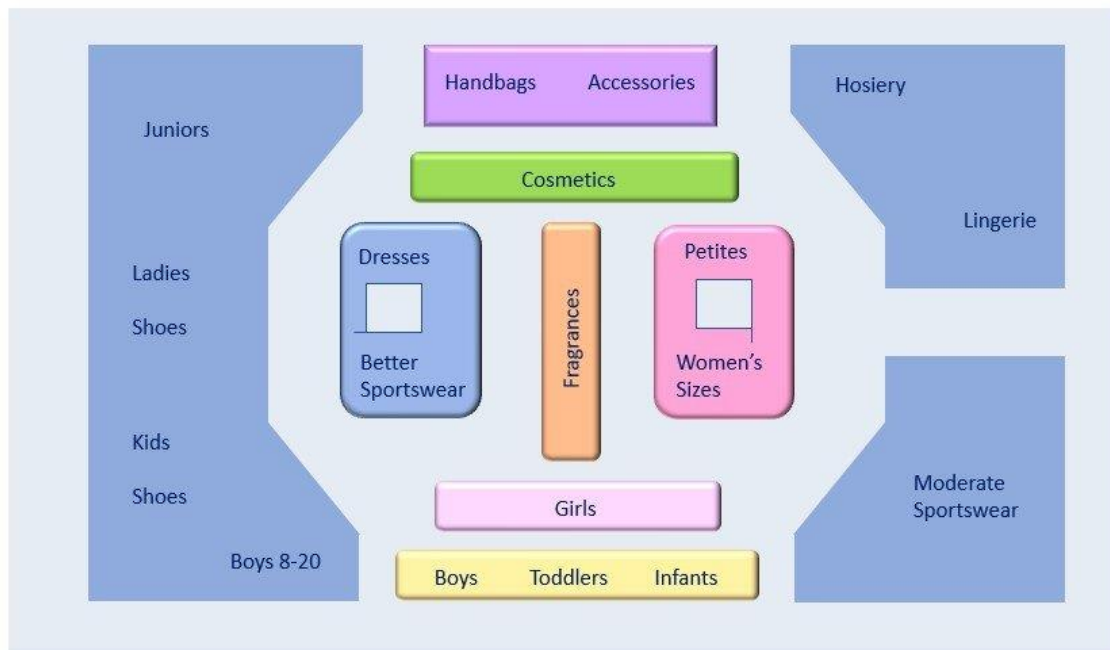 Handbags Accessories
Hosiery
Juniors
Cosmetics
Lingerie
Dresses
Petites
Ladies
Shoes
Fragrances
Better
Sportswear
Women’s
Sizes
Kids
Shoes
Moderate
Sportswear
Girls
Boys 8-20
Boys Toddlers Infants